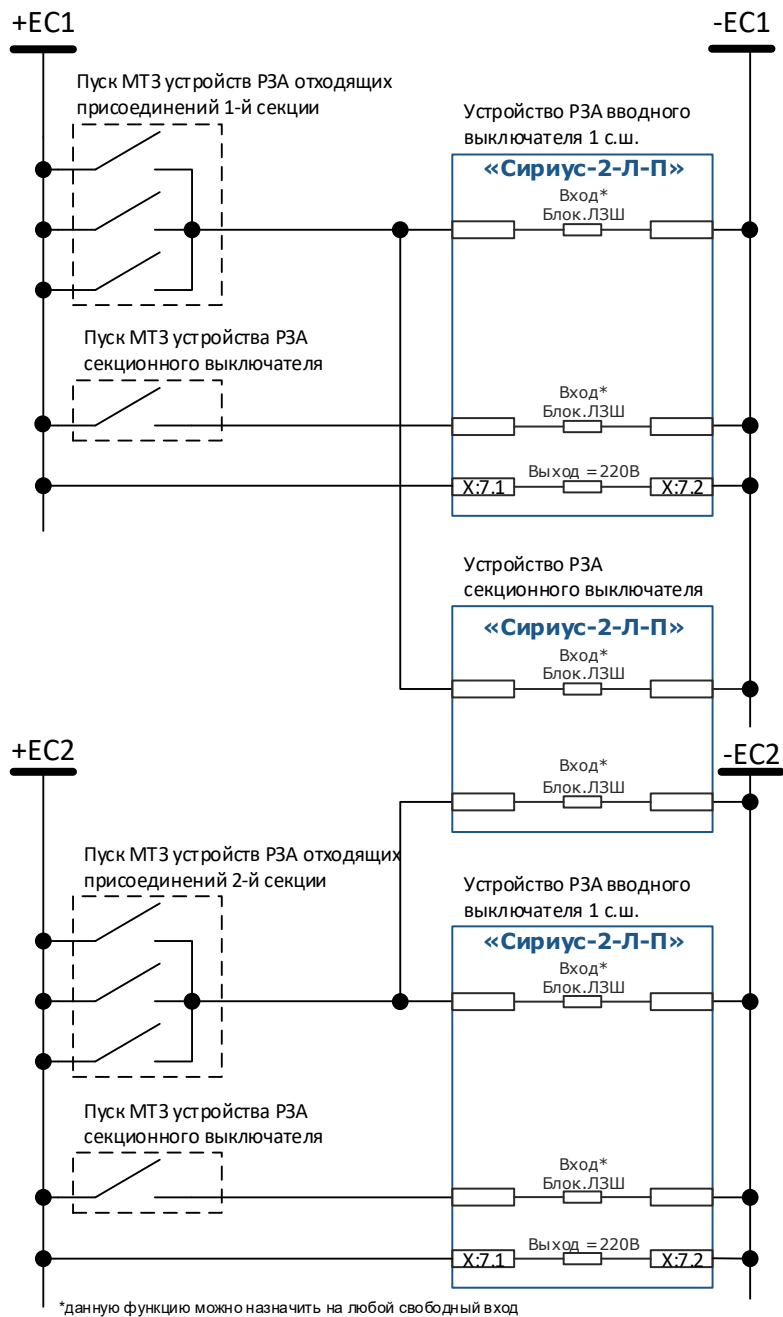 +EC1
-EC1
Пуск МТЗ устройств РЗА отходящих
присоединений 1-й секции
Устройство РЗА вводного
выключателя 1 с.ш.
«Сириус-2-Л-П»
Вход*
Блок.ЛЗШ
Пуск МТЗ устройства РЗА
секционного выключателя
Вход*
Блок.ЛЗШ
X:7.1
Выход =220В
X:7.2
Устройство РЗА
секционного выключателя
«Сириус-2-Л-П»
Вход*
Блок.ЛЗШ
+EC2
-EC2
Вход*
Блок.ЛЗШ
Пуск МТЗ устройств РЗА отходящих
присоединений 2-й секции
Устройство РЗА вводного
выключателя 1 с.ш.
«Сириус-2-Л-П»
Вход*
Блок.ЛЗШ
Пуск МТЗ устройства РЗА
секционного выключателя
Вход*
Блок.ЛЗШ
X:7.1
Выход =220В
X:7.2
*данную функцию можно назначить на любой свободный вход